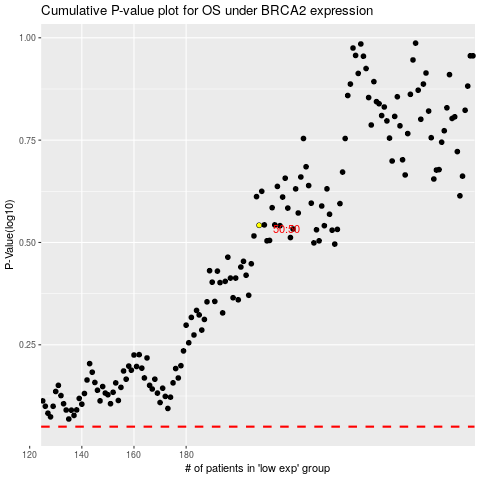 Cumulative P-value plot for OS under BRCA2 expression
1.00
0.75
0.50
0.25
P-Value(log10)
50:50
120 140 160 180
# of patients in 'low exp' group